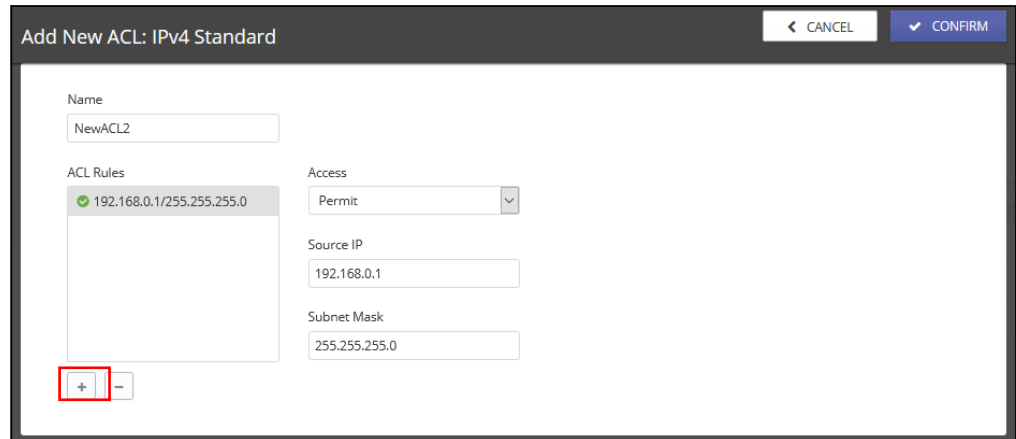 Add New ACL: IPv4 Standard
CANCEL
CONFIRM
Name
NewACL2
ACL Rules
192.168.0.1/255.255.255.0
Access
Permit
Source IP
192.168.0.1
Subnet Mask
255.255.255.0
+ −